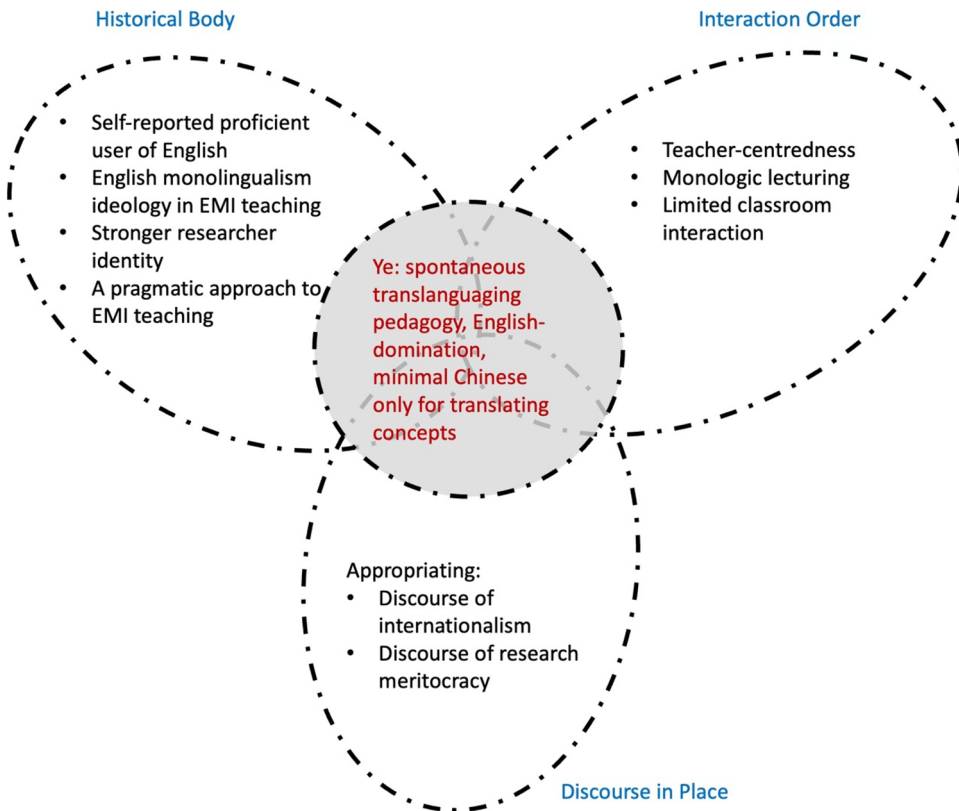 Historical Body
Interaction Order
• Self-reported proficient
user of English
• English monolingualism
ideology in EMI teaching
• Stronger researcher
identity
• A pragmatic approach to
EMI teaching
• Teacher-centredness
• Monologic lecturing
• Limited classroom
interaction
Ye: spontaneous
translanguaging
pedagogy, English-
domination,
minimal Chinese
only for translating
concepts
Appropriating:
• Discourse of
internationalism
• Discourse of research
meritocracy
Discourse in Place